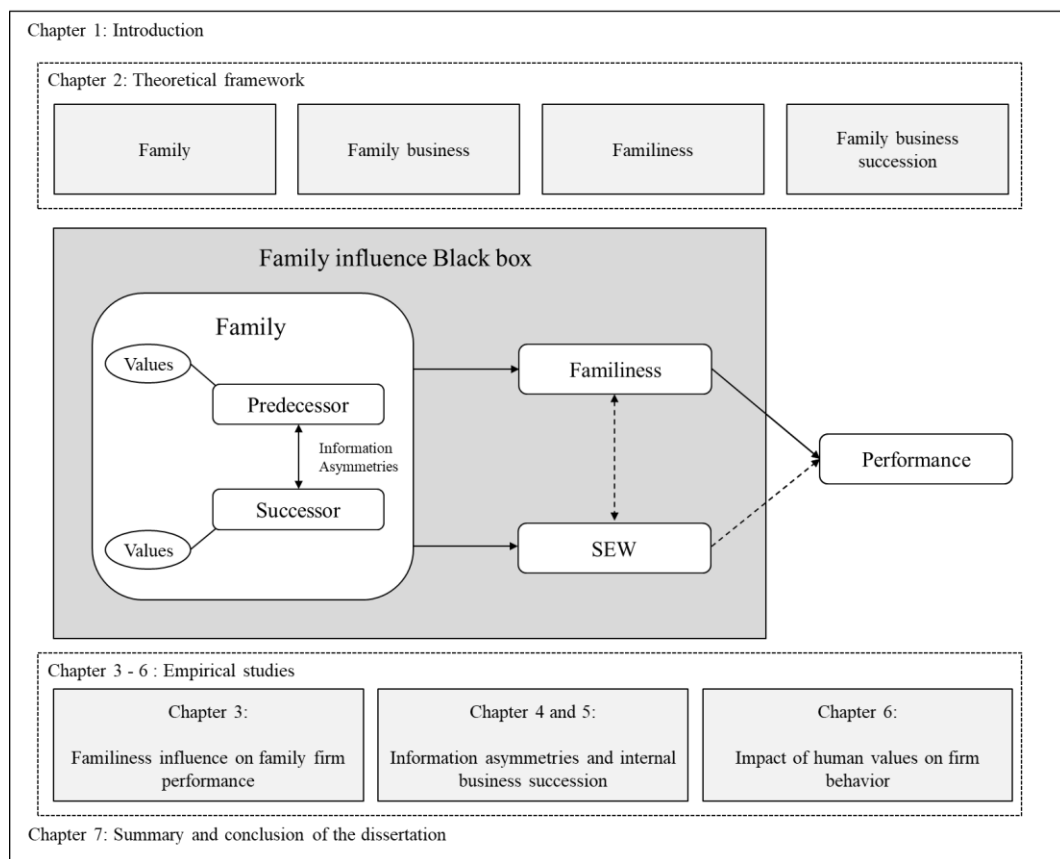 Chapter 1: Introduction
Chapter 2: Theoretical framework
Family
Family business
Familiness
Family business
succession
Family influence Black box
Family
Values
Predecessor
Information
Asymmetries
Successor
Values
Familiness
SEW
Performance
Chapter 3 - 6 : Empirical studies
Chapter 3:
Familiness influence on family firm
performance
Chapter 4 and 5:
Information asymmetries and internal
business succession
Chapter 6:
Impact of human values on firm
behavior
Chapter 7: Summary and conclusion of the dissertation